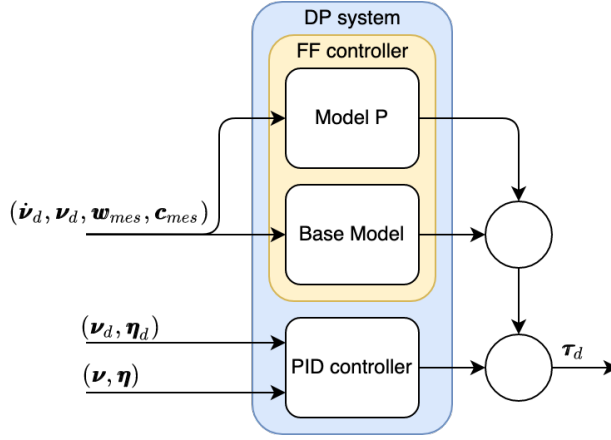 DP system
FF controller
Model P
(ν̇_d, ν_d, w_mes, c_mes)
Base Model
(ν_d, η_d)
PID controller
τ_d
(ν, η)